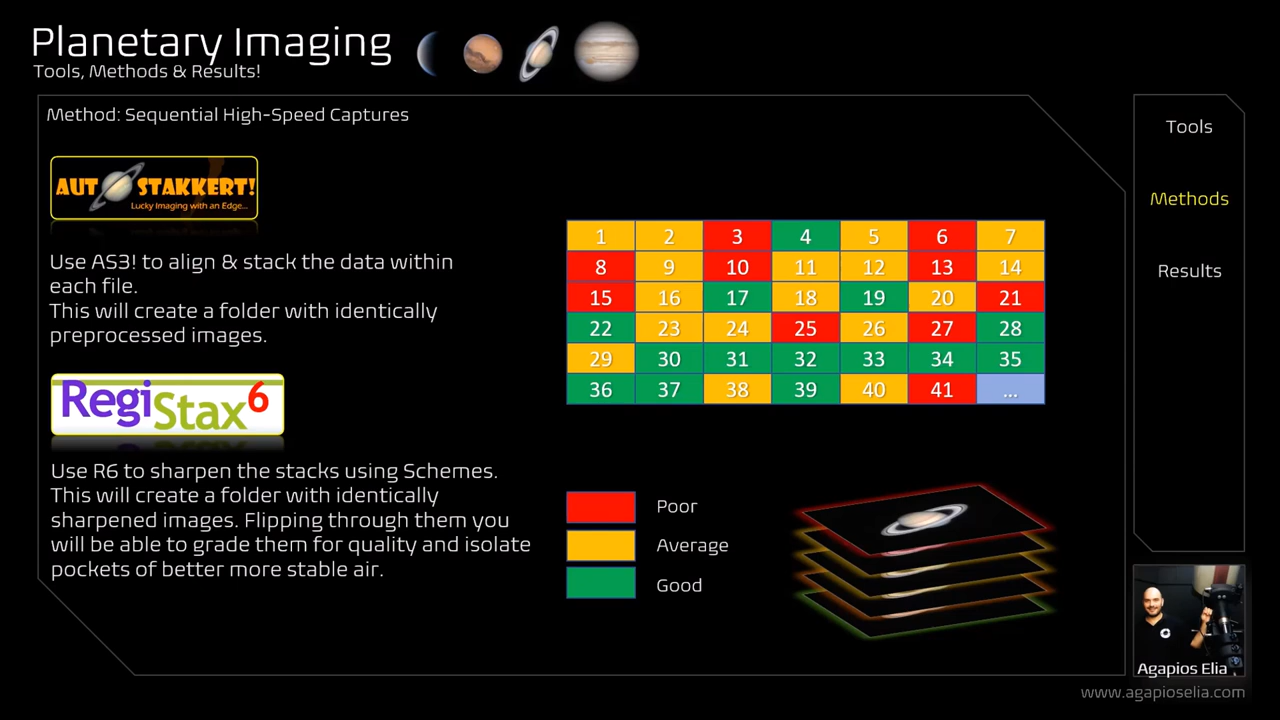 Planetary Imaging
Tools, Methods & Results!
Method: Sequential High-Speed Captures
AUT STAKKERT!
Lucky Imaging with an Edge...
Use AS3! to align & stack the data within
each file.
This will create a folder with identically
preprocessed images.
RegiStax 6
Use R6 to sharpen the stacks using Schemes.
This will create a folder with identically
sharpened images. Flipping through them you
will be able to grade them for quality and isolate
pockets of better more stable air.
1 2 3 4 5 6 7
8 9 10 11 12 13 14
15 16 17 18 19 20 21
22 23 24 25 26 27 28
29 30 31 32 33 34 35
36 37 38 39 40 41 ...
Poor
Average
Good
Tools
Methods
Results
Agapios Elia
www.agapioselia.com